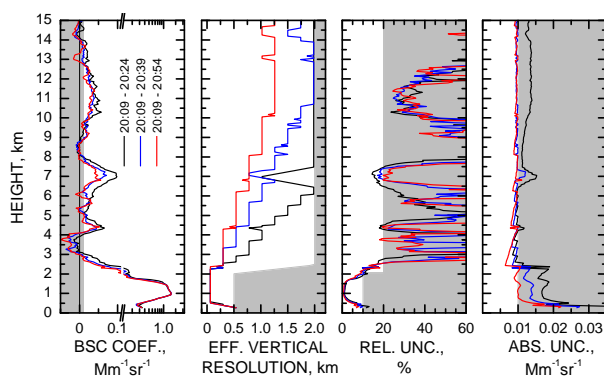 15
14
13
12
11
10
9
8
7
6
5
4
3
2
1
0
HEIGHT, km
20:09 - 20:24
20:09 - 20:39
20:09 - 20:54
0 0.1 1.0
BSC COEF.,
Mm⁻¹sr⁻¹
0.0 0.5 1.0 1.5 2.0
EFF. VERTICAL
RESOLUTION, km
0 20 40 60
REL. UNC.,
%
0.01 0.02 0.03
ABS. UNC.,
Mm⁻¹sr⁻¹